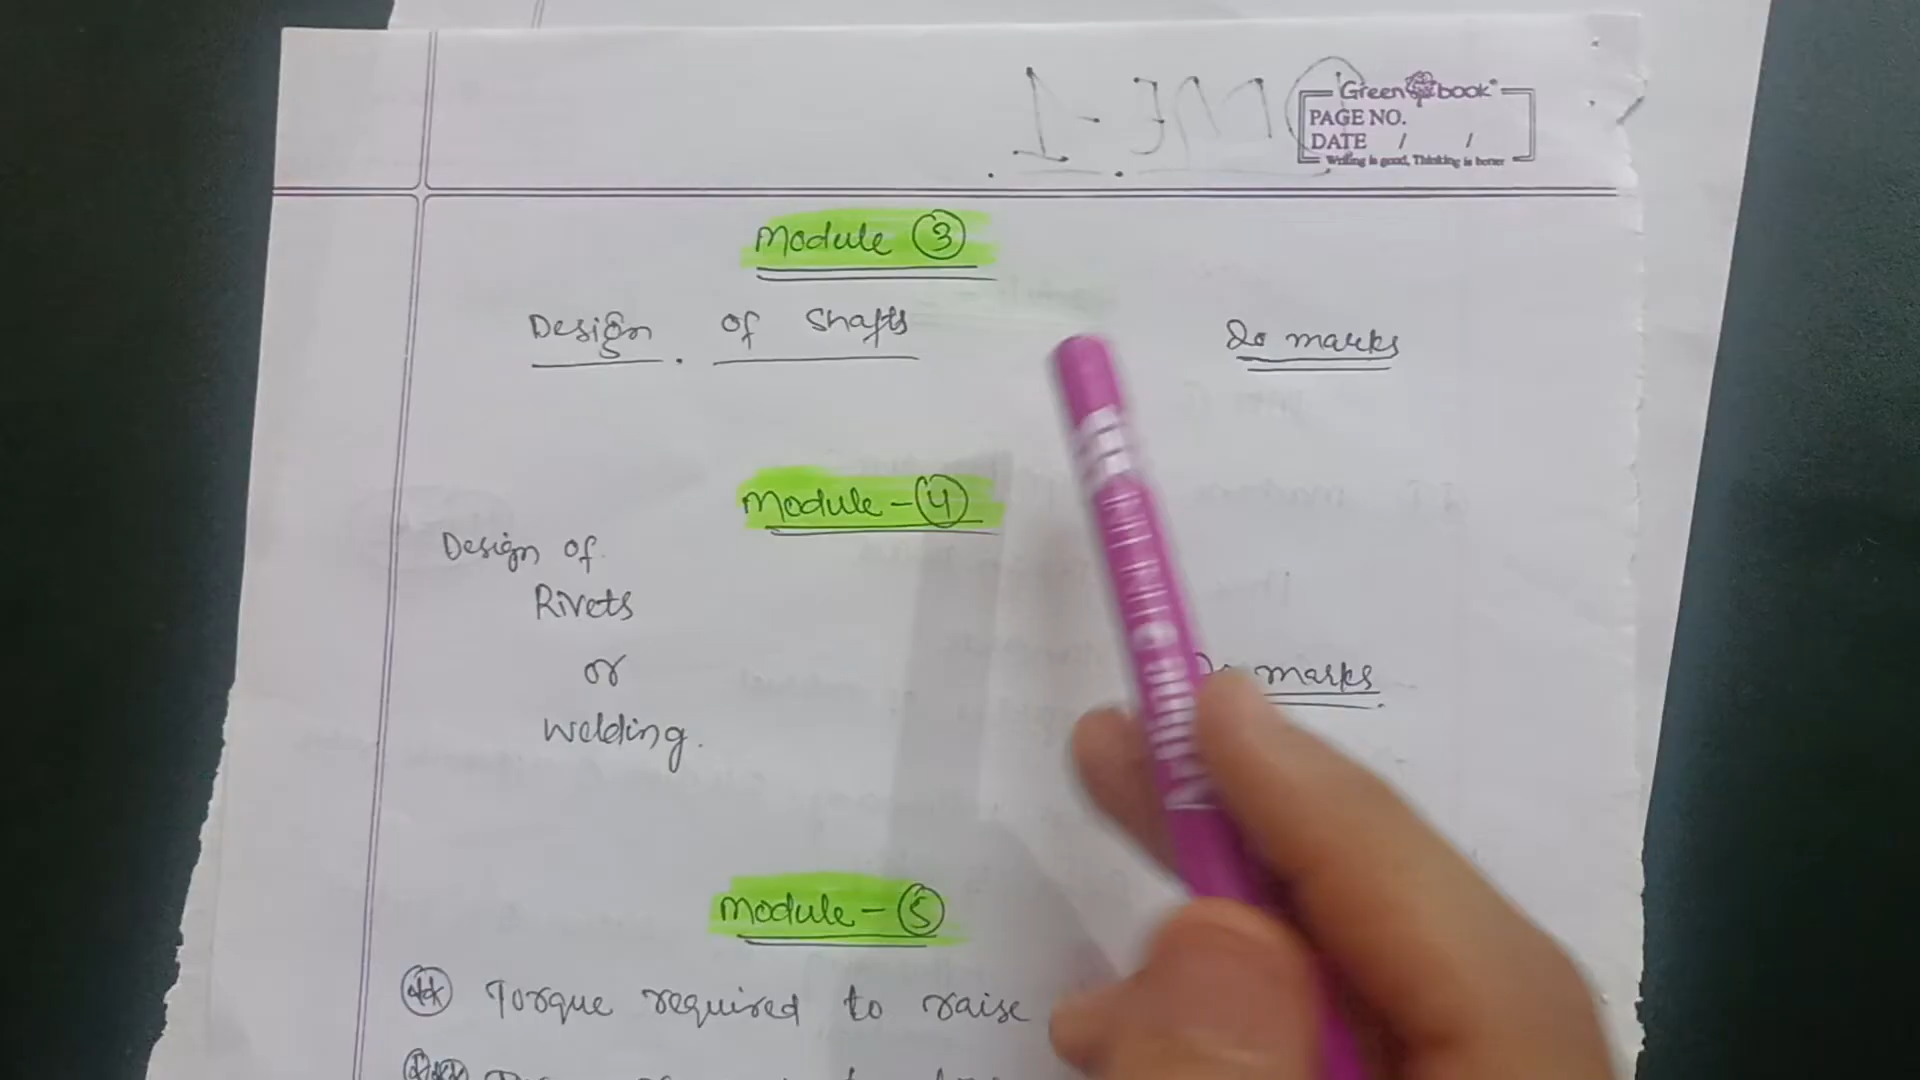 Green book
PAGE NO.
DATE / /
Writing is good, Thinking is better
Module ③
Design of Shafts
20 marks
Module - ④
Design of
Rivets
or
Welding.
marks
Module - ⑤
Torque required to raise